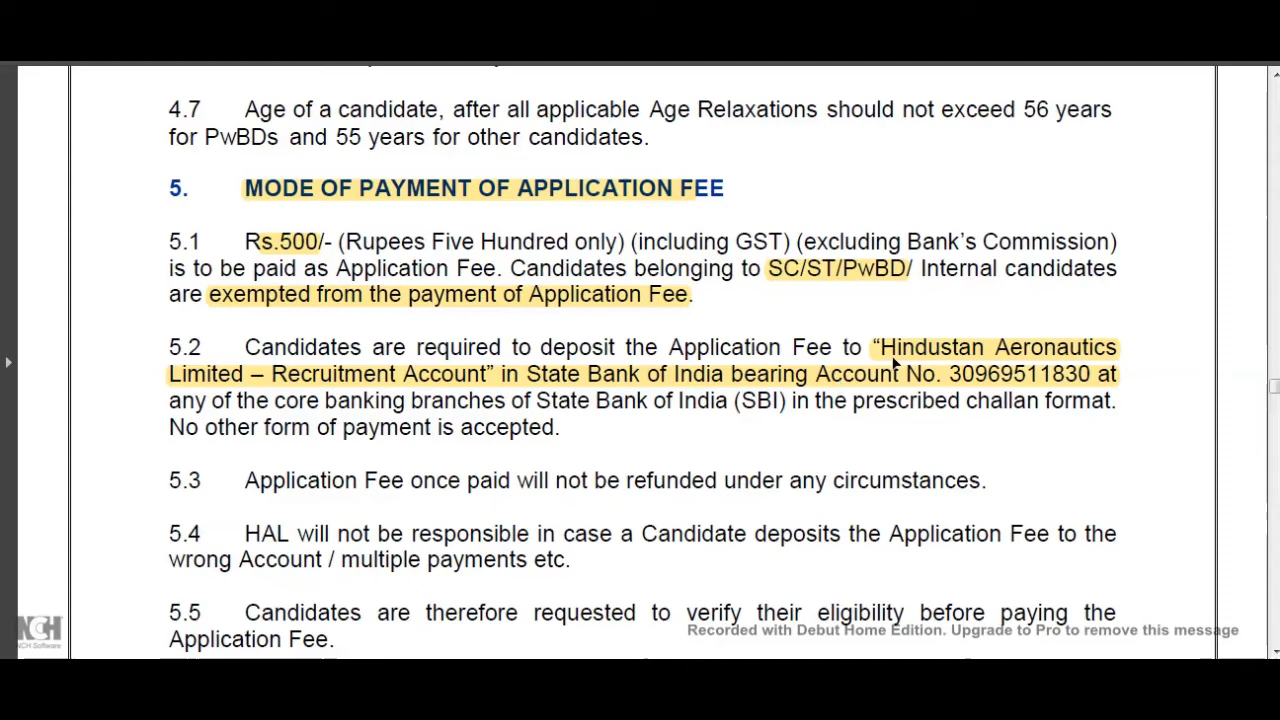 4.7 Age of a candidate, after all applicable Age Relaxations should not exceed 56 years
for PwBDs and 55 years for other candidates.
5. MODE OF PAYMENT OF APPLICATION FEE
5.1 Rs.500/- (Rupees Five Hundred only) (including GST) (excluding Bank's Commission)
is to be paid as Application Fee. Candidates belonging to SC/ST/PwBD/ Internal candidates
are exempted from the payment of Application Fee.
5.2 Candidates are required to deposit the Application Fee to “Hindustan Aeronautics
Limited – Recruitment Account” in State Bank of India bearing Account No. 30969511830 at
any of the core banking branches of State Bank of India (SBI) in the prescribed challan format.
No other form of payment is accepted.
5.3 Application Fee once paid will not be refunded under any circumstances.
5.4 HAL will not be responsible in case a Candidate deposits the Application Fee to the
wrong Account / multiple payments etc.
5.5 Candidates are therefore requested to verify their eligibility before paying the
Application Fee.
NCH
NCH Software
Recorded with Debut Home Edition. Upgrade to Pro to remove this message